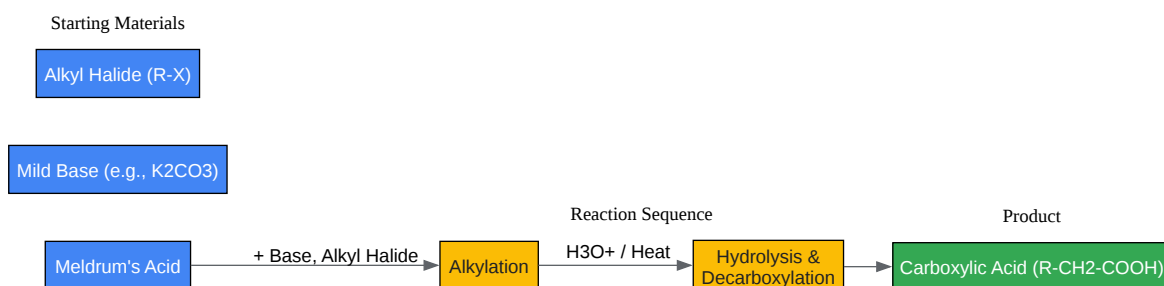 Starting Materials
Alkyl Halide (R-X)
Mild Base (e.g., K2CO3)
Reaction Sequence
Product
Meldrum's Acid
+ Base, Alkyl Halide
Alkylation
H3O+ / Heat
Hydrolysis &
Decarboxylation
Carboxylic Acid (R-CH2-COOH)